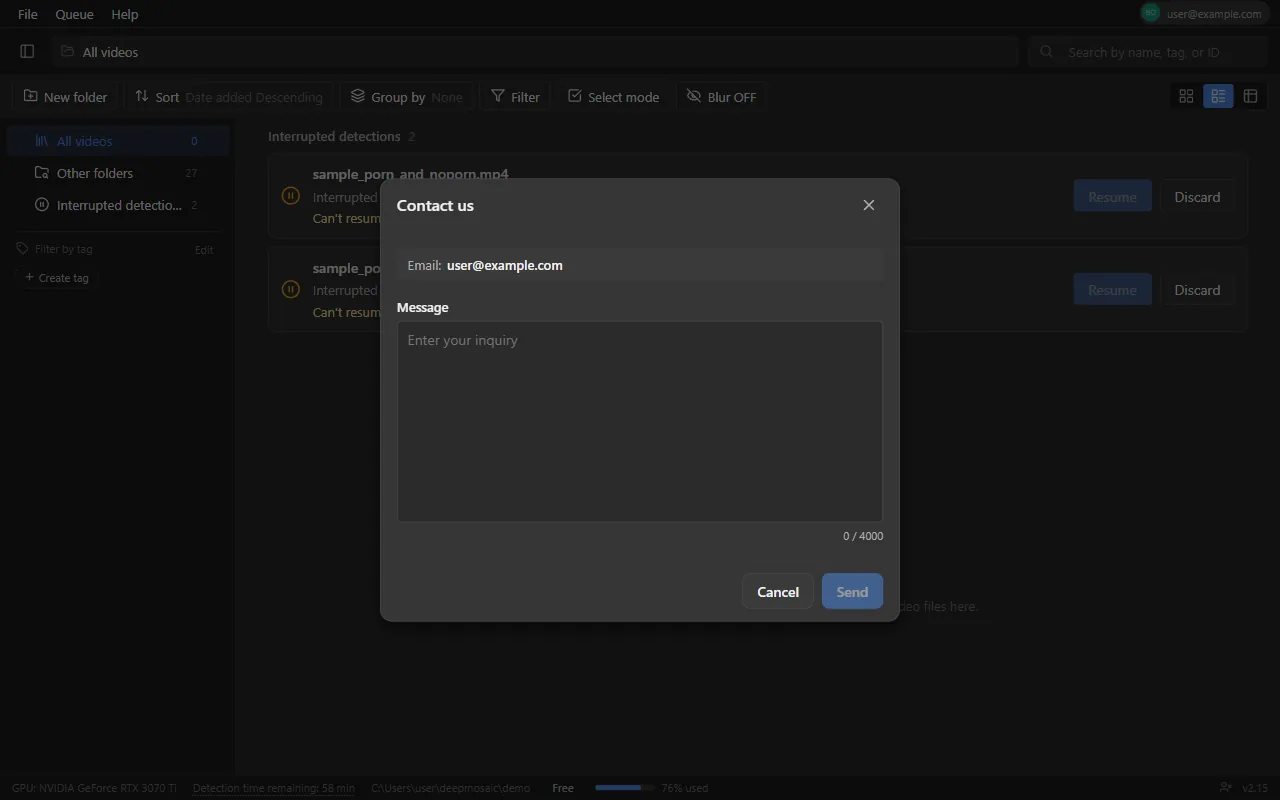 File Queue Help
user@example.com
All videos
Search by name, tag, or ID
New folder Sort Date added Descending Group by None Filter Select mode Blur OFF
All videos 0
Other folders 27
Interrupted detectio... 2
Filter by tag Edit
+ Create tag
Interrupted detections 2
sample_porn_and_noporn.mp4
Interrupted
Can't resum
Resume Discard
sample_po
Interrupted
Can't resum
Resume Discard
Contact us
Email: user@example.com
Message
Enter your inquiry
0 / 4000
Cancel Send
deo files here.
GPU: NVIDIA GeForce RTX 3070 Ti Detection time remaining: 58 min C:\Users\user\deepmosaic\demo Free 76% used v2.15